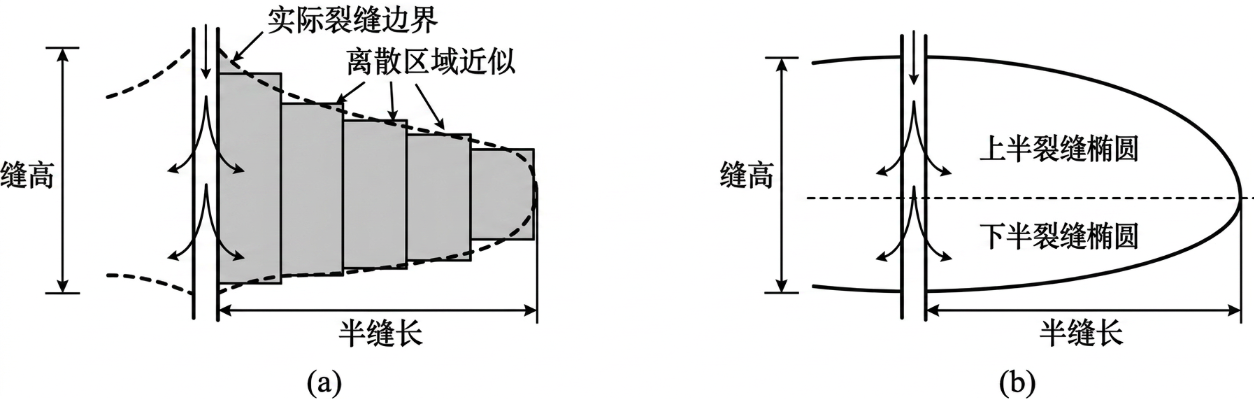 实际裂缝边界
离散区域近似
缝高
半缝长
(a)
缝高
上半裂缝椭圆
下半裂缝椭圆
半缝长
(b)